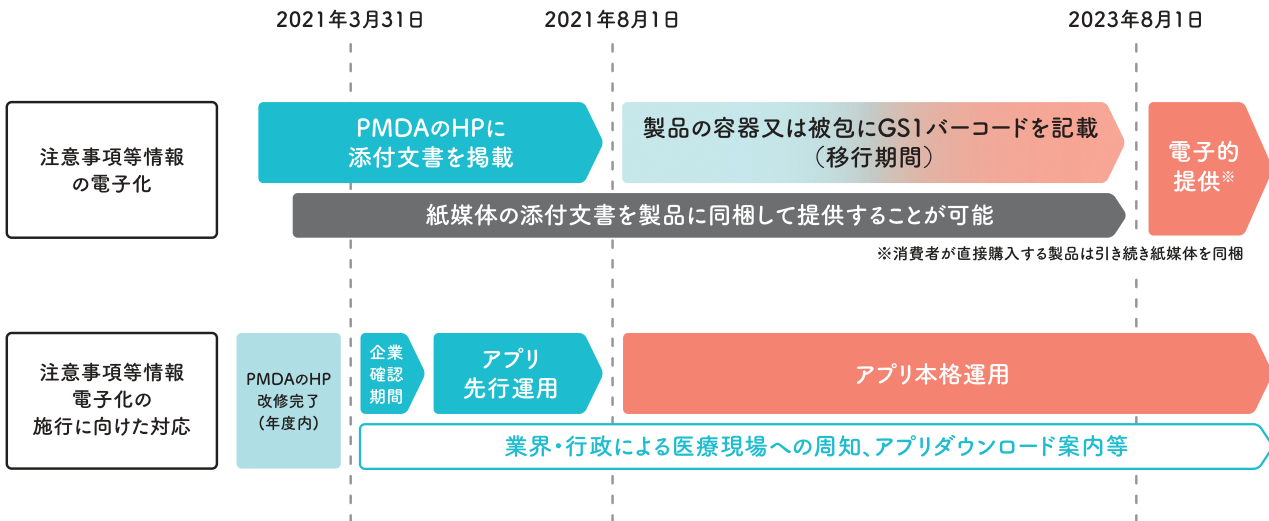 2021年3月31日
2021年8月1日
2023年8月1日
注意事項等情報
の電子化
PMDAのHPに
添付文書を掲載
製品の容器又は被包にGS1バーコードを記載
（移行期間）
電子的
提供※
紙媒体の添付文書を製品に同梱して提供することが可能
※消費者が直接購入する製品は引き続き紙媒体を同梱
注意事項等情報
電子化の
施行に向けた対応
PMDAのHP
改修完了
（年度内）
企業
確認
期間
アプリ
先行運用
アプリ本格運用
業界・行政による医療現場への周知、アプリダウンロード案内等